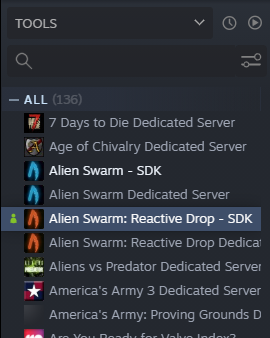 TOOLS
ALL (136)
7 Days to Die Dedicated Server
Age of Chivalry Dedicated Server
Alien Swarm - SDK
Alien Swarm Dedicated Server
Alien Swarm: Reactive Drop - SDK
Alien Swarm: Reactive Drop Dedicat
Aliens vs Predator Dedicated Server
America's Army 3 Dedicated Server
America's Army: Proving Grounds D
Are You Ready for Valve Index?